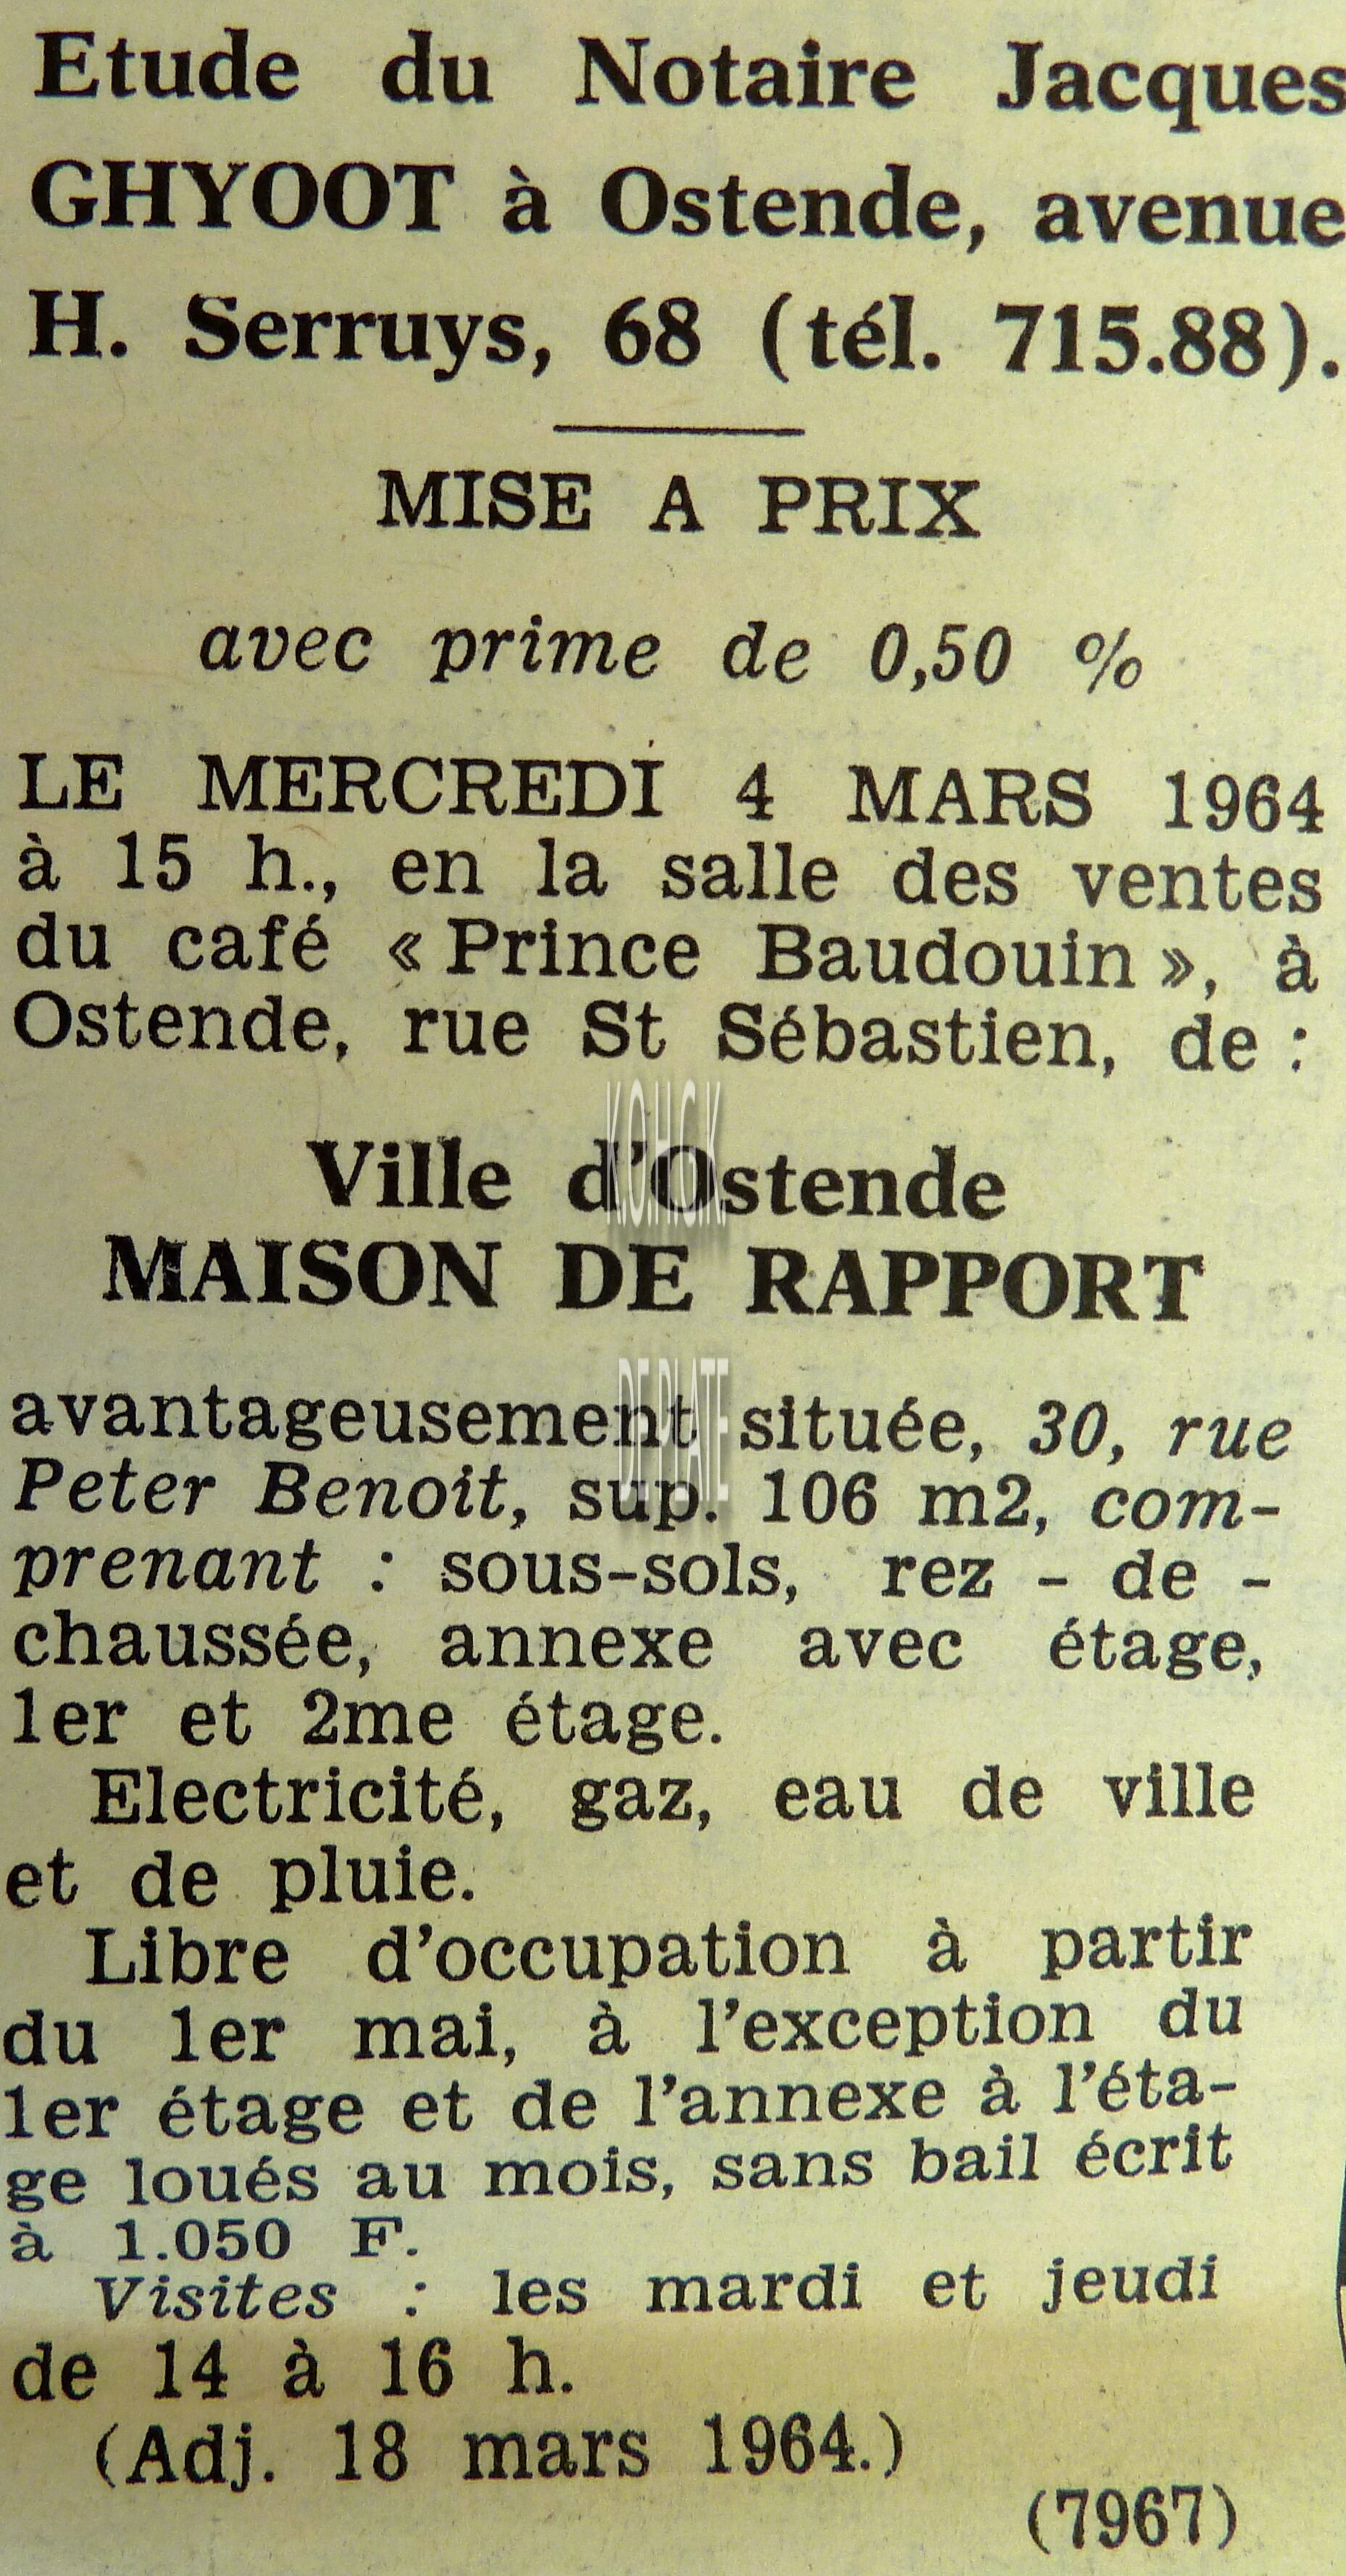 Etude du Notaire Jacques
GHYOOT à Ostende, avenue
H. Serruys, 68 (tél. 715.88).
MISE A PRIX
avec prime de 0,50 %
LE MERCREDI 4 MARS 1964
à 15 h., en la salle des ventes
du café « Prince Baudouin », à
Ostende, rue St Sébastien, de :
K.O.H.G.K.
Ville d'Ostende
MAISON DE RAPPORT
DE PLATE
avantageusement située, 30, rue
Peter Benoit, sup. 106 m2, com-
prenant : sous-sols, rez - de -
chaussée, annexe avec étage,
1er et 2me étage.
Electricité, gaz, eau de ville
et de pluie.
Libre d'occupation à partir
du 1er mai, à l'exception du
1er étage et de l'annexe à l'éta-
ge loués au mois, sans bail écrit
à 1.050 F.
Visites : les mardi et jeudi
de 14 à 16 h.
(Adj. 18 mars 1964.)
(7967)